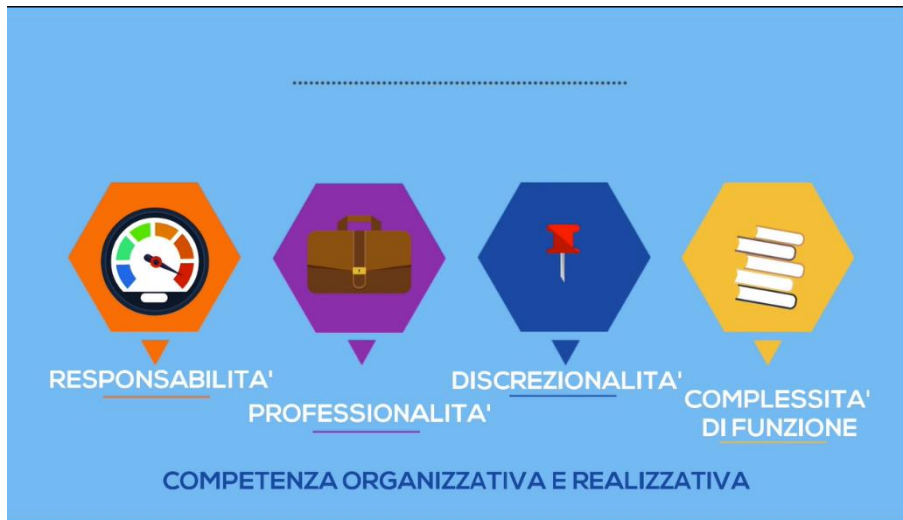 RESPONSABILITA'
PROFESSIONALITA'
DISCREZIONALITA'
COMPLESSITA'
DI FUNZIONE
COMPETENZA ORGANIZZATIVA E REALIZZATIVA